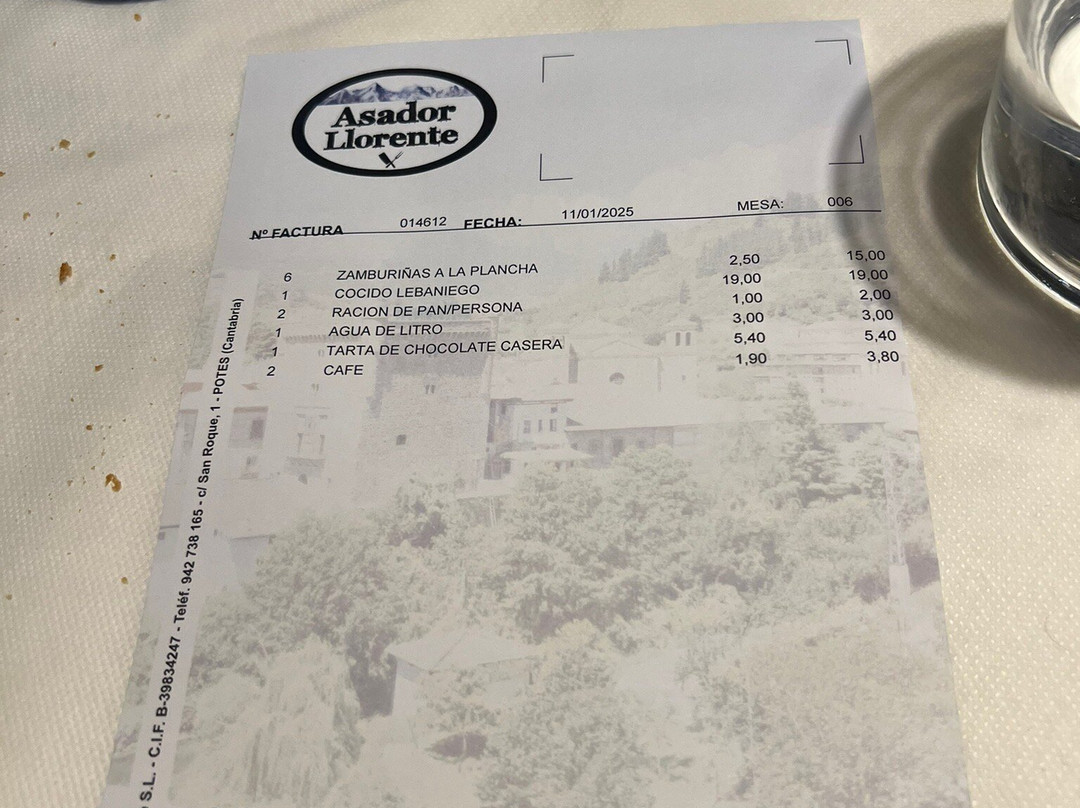 Asador
Llorente
Nº FACTURA 014612 FECHA: 11/01/2025 MESA: 006
6 ZAMBURIÑAS A LA PLANCHA 2,50 15,00
1 COCIDO LEBANIEGO 19,00 19,00
2 RACION DE PAN/PERSONA 1,00 2,00
1 AGUA DE LITRO 3,00 3,00
1 TARTA DE CHOCOLATE CASERA 5,40 5,40
2 CAFE 1,90 3,80
S.L. - C.I.F. B-39834247 - Teléf. 942 738 165 - c/ San Roque, 1 - POTES (Cantabria)